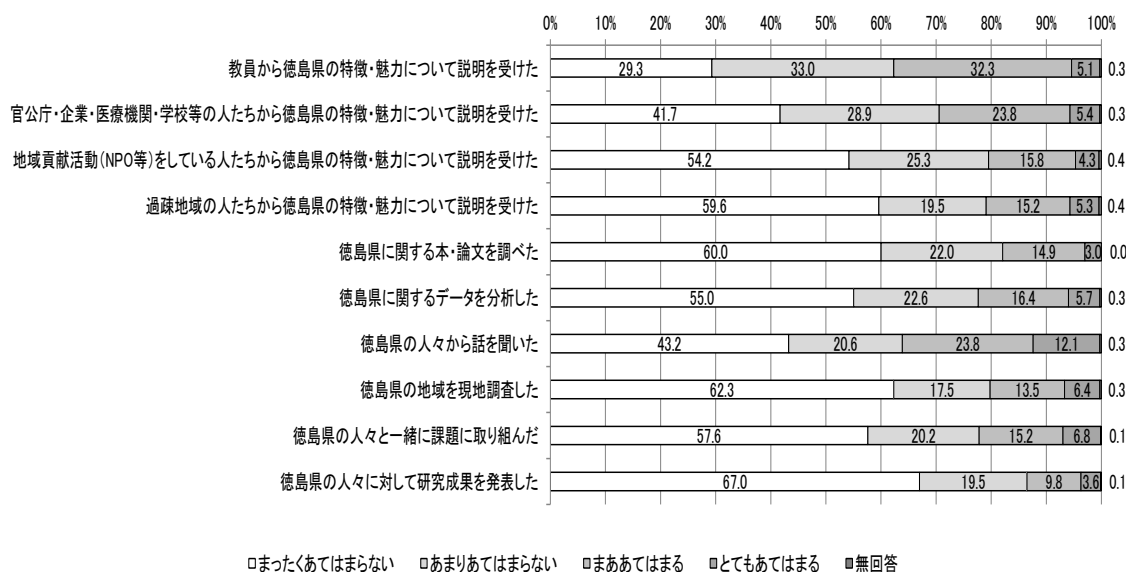 0% 10% 20% 30% 40% 50% 60% 70% 80% 90% 100%
教員から徳島県の特徴・魅力について説明を受けた 29.3 33.0 32.3 5.1 0.3
官公庁・企業・医療機関・学校等の人たちから徳島県の特徴・魅力について説明を受けた 41.7 28.9 23.8 5.4 0.3
地域貢献活動(NPO等)をしている人たちから徳島県の特徴・魅力について説明を受けた 54.2 25.3 15.8 4.3 0.4
過疎地域の人たちから徳島県の特徴・魅力について説明を受けた 59.6 19.5 15.2 5.3 0.4
徳島県に関する本・論文を調べた 60.0 22.0 14.9 3.0 0.0
徳島県に関するデータを分析した 55.0 22.6 16.4 5.7 0.3
徳島県の人々から話を聞いた 43.2 20.6 23.8 12.1 0.3
徳島県の地域を現地調査した 62.3 17.5 13.5 6.4 0.3
徳島県の人々と一緒に課題に取り組んだ 57.6 20.2 15.2 6.8 0.1
徳島県の人々に対して研究成果を発表した 67.0 19.5 9.8 3.6 0.1
まったくあてはまらない あまりあてはまらない まああてはまる とてもあてはまる 無回答